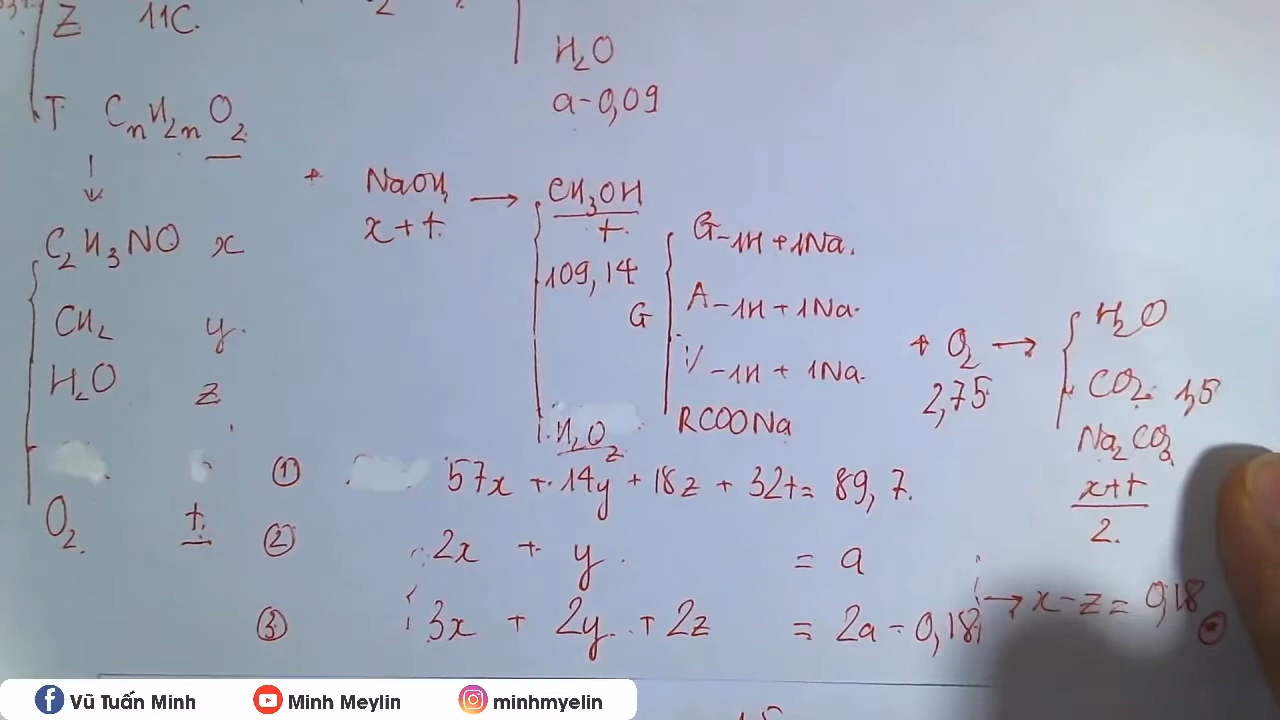 Z 11C.
H₂O
a - 0,09
T CnH2nO2
+ NaOH → CH3OH
x+t t
C2H3NO x
G -1H + 1Na.
109,14
G
A -1H + 1Na.
CH2 y.
V -1H + 1Na.
+ O2 → H2O
2,75
CO2: 1,5
H2O z
RCOONa
Na2CO3
x+t
2.
H2O
z
① 57x + 14y + 18z + 32t = 89,7.
O2. t.
② 2x + y. = a
③ 3x + 2y + 2z = 2a - 0,18 → x-z = 0,18
*
Vũ Tuấn Minh Minh Meylin minhmyelin